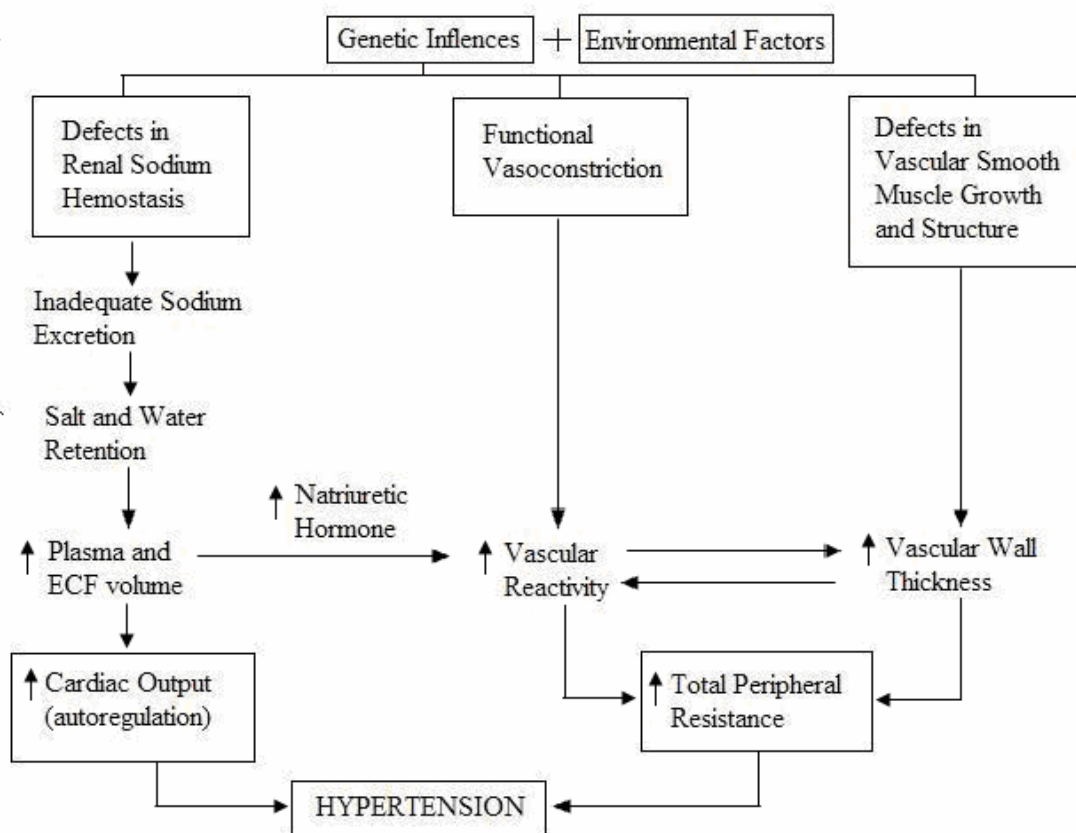 Genetic Inflences + Environmental Factors
Defects in
Renal Sodium
Hemostasis
Functional
Vasoconstriction
Defects in
Vascular Smooth
Muscle Growth
and Structure
Inadequate Sodium
Excretion
Salt and Water
Retention
↑ Natriuretic
Hormone
↑ Plasma and
ECF volume
↑ Vascular
Reactivity
↑ Vascular Wall
Thickness
↑ Cardiac Output
(autoregulation)
↑ Total Peripheral
Resistance
HYPERTENSION